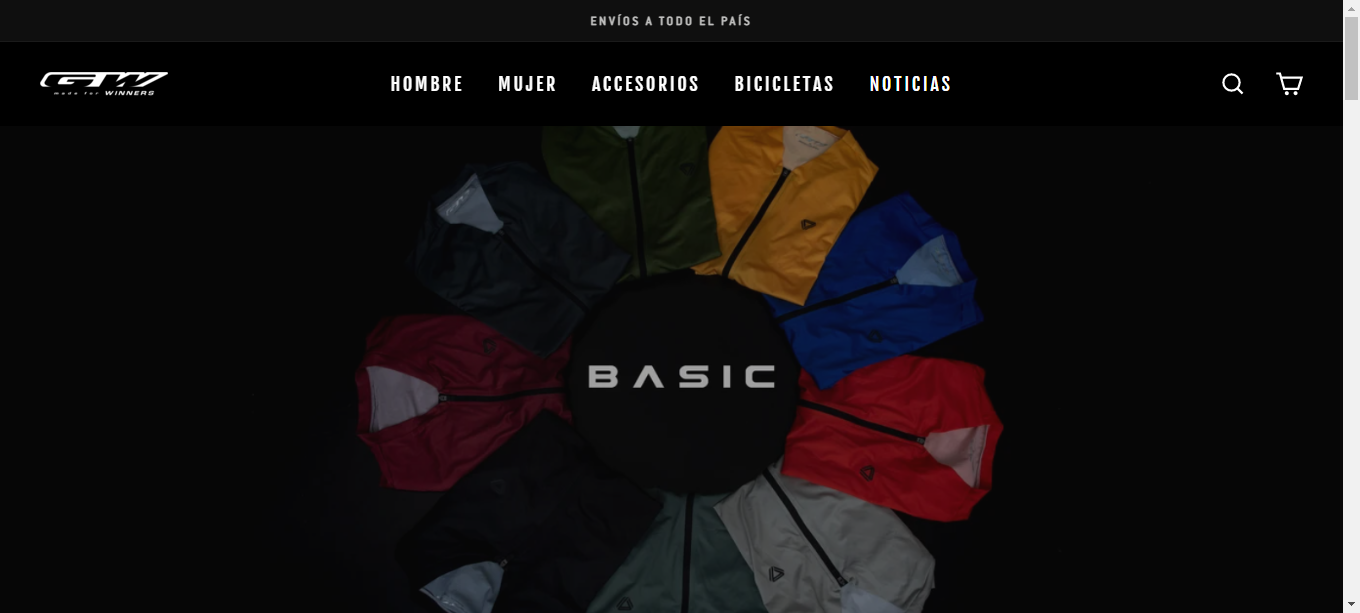 ENVÍOS A TODO EL PAÍS
GW
made for WINNERS
HOMBRE MUJER ACCESORIOS BICICLETAS NOTICIAS
BASIC